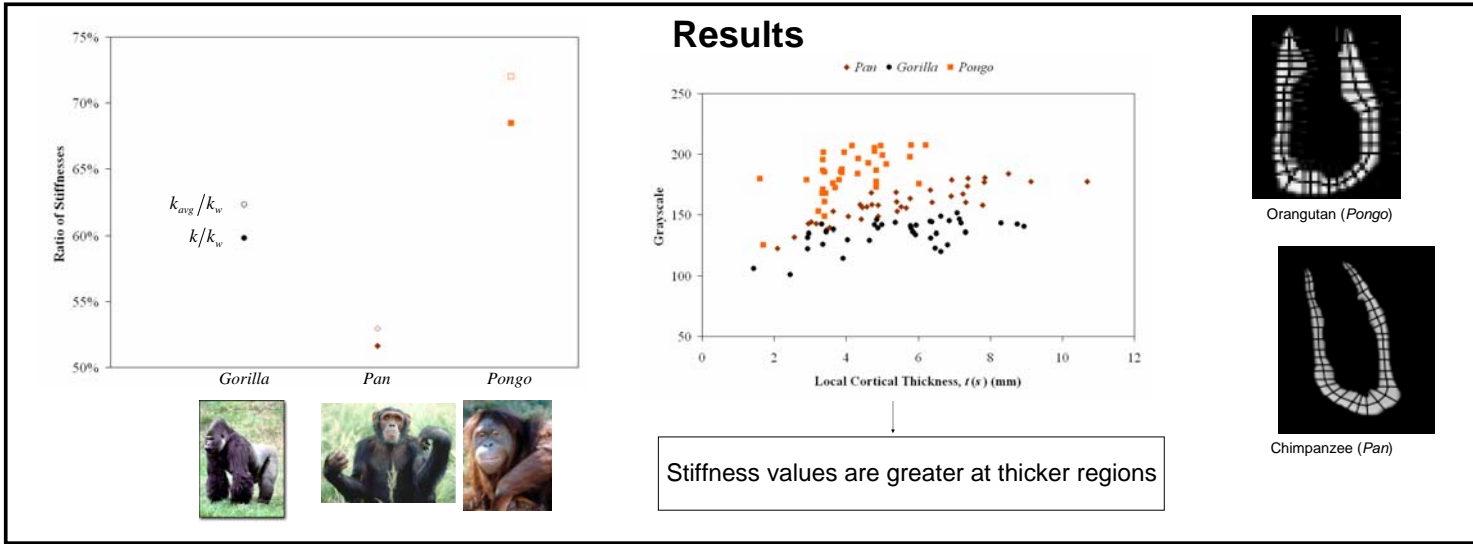 Results
75%
70%
65%
60%
55%
50%
Ratio of Stiffnesses
k_avg/k_w
k/k_w
Gorilla Pan Pongo
Pan Gorilla Pongo
250
200
150
100
50
Grayscale
0 2 4 6 8 10 12
Local Cortical Thickness, t(s) (mm)
Stiffness values are greater at thicker regions
Orangutan (Pongo)
Chimpanzee (Pan)